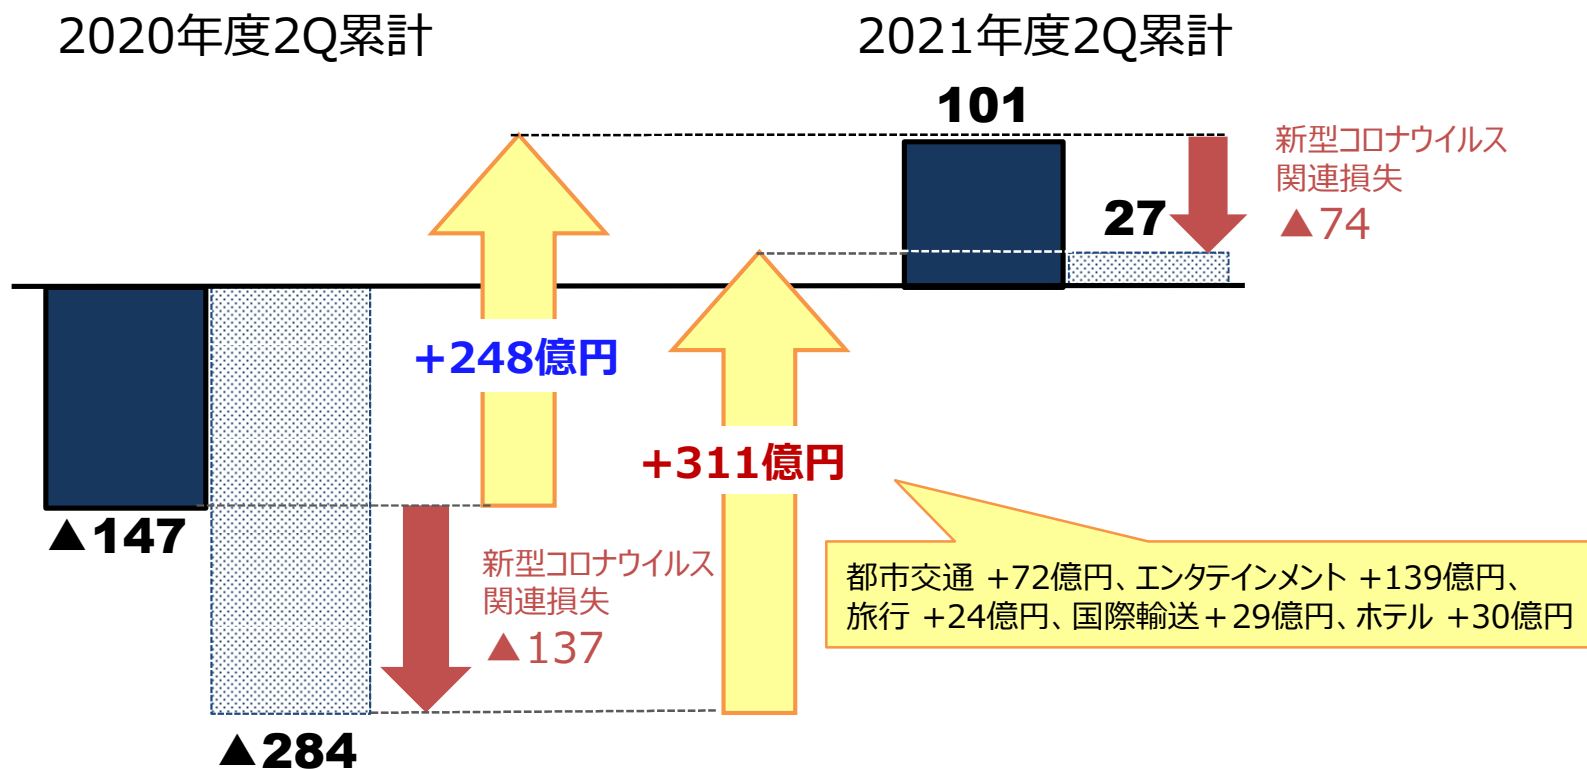 2020年度2Q累計
2021年度2Q累計
101
新型コロナウイルス
関連損失
▲74
27
+248億円
+311億円
▲147
新型コロナウイルス
関連損失
▲137
都市交通 +72億円、エンタテインメント +139億円、
旅行 +24億円、国際輸送+29億円、ホテル +30億円
▲284